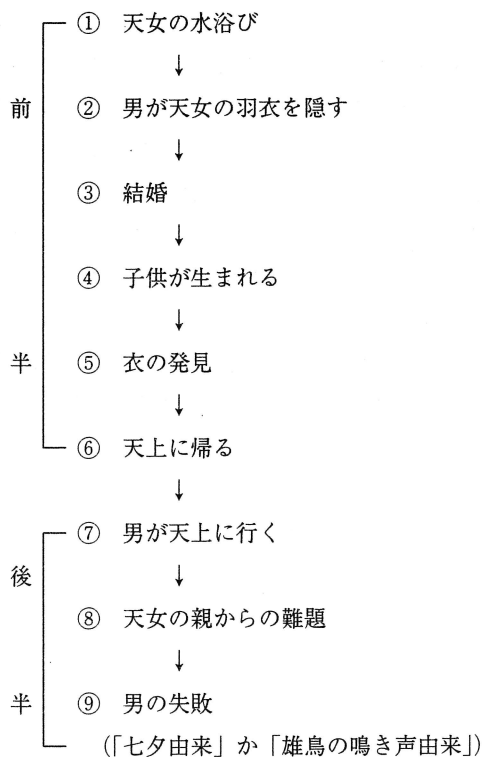 ① 天女の水浴び
↓
前 ② 男が天女の羽衣を隠す
↓
③ 結婚
↓
④ 子供が生まれる
↓
半 ⑤ 衣の発見
↓
⑥ 天上に帰る
↓
⑦ 男が天上に行く
後 ↓
⑧ 天女の親からの難題
↓
半 ⑨ 男の失敗
(「七夕由来」か「雄鳥の鳴き声由来」)